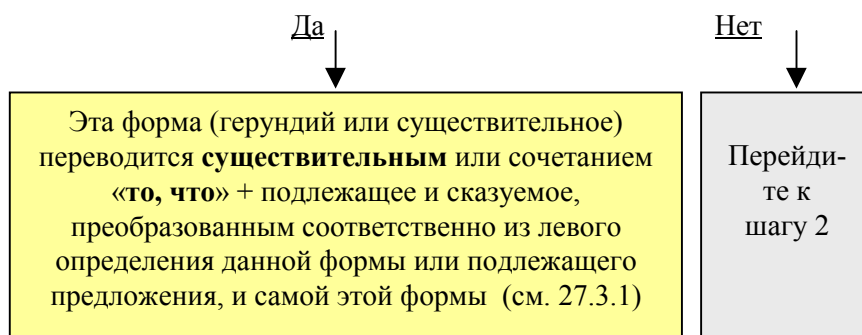 Да
Нет
Эта форма (герундий или существительное)
переводится существительным или сочетанием
«то, что» + подлежащее и сказуемое,
преобразованным соответственно из левого
определения данной формы или подлежащего
предложения, и самой этой формы (см. 27.3.1)
Перейди-
те к
шагу 2